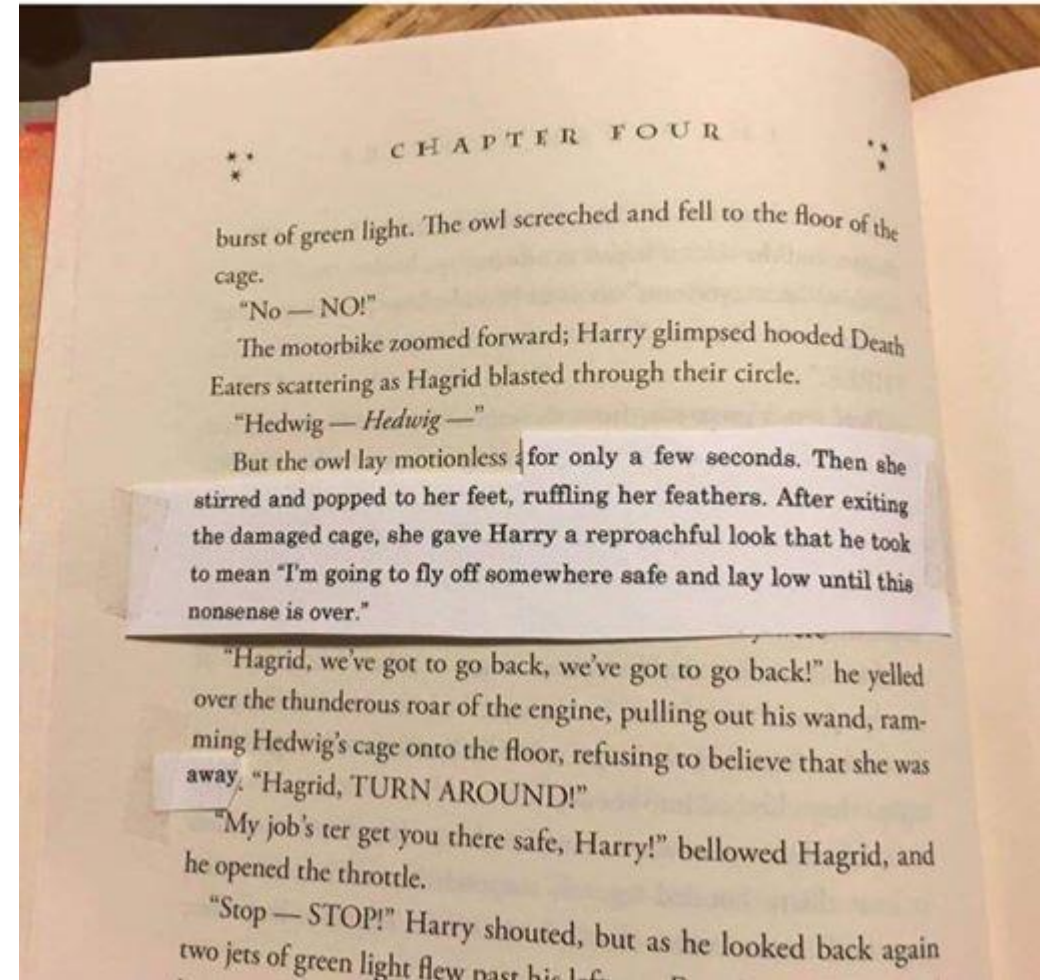 CHAPTER FOUR
burst of green light. The owl screeched and fell to the floor of the
cage.
“No — NO!”
The motorbike zoomed forward; Harry glimpsed hooded Death
Eaters scattering as Hagrid blasted through their circle.
“Hedwig — Hedwig —”
But the owl lay motionless for only a few seconds. Then she
stirred and popped to her feet, ruffling her feathers. After exiting
the damaged cage, she gave Harry a reproachful look that he took
to mean "I'm going to fly off somewhere safe and lay low until this
nonsense is over."
“Hagrid, we’ve got to go back, we’ve got to go back!” he yelled
over the thunderous roar of the engine, pulling out his wand, ram-
ming Hedwig’s cage onto the floor, refusing to believe that she was
away. “Hagrid, TURN AROUND!”
“My job’s ter get you there safe, Harry!” bellowed Hagrid, and
he opened the throttle.
“Stop — STOP!” Harry shouted, but as he looked back again
two jets of green light flew past his